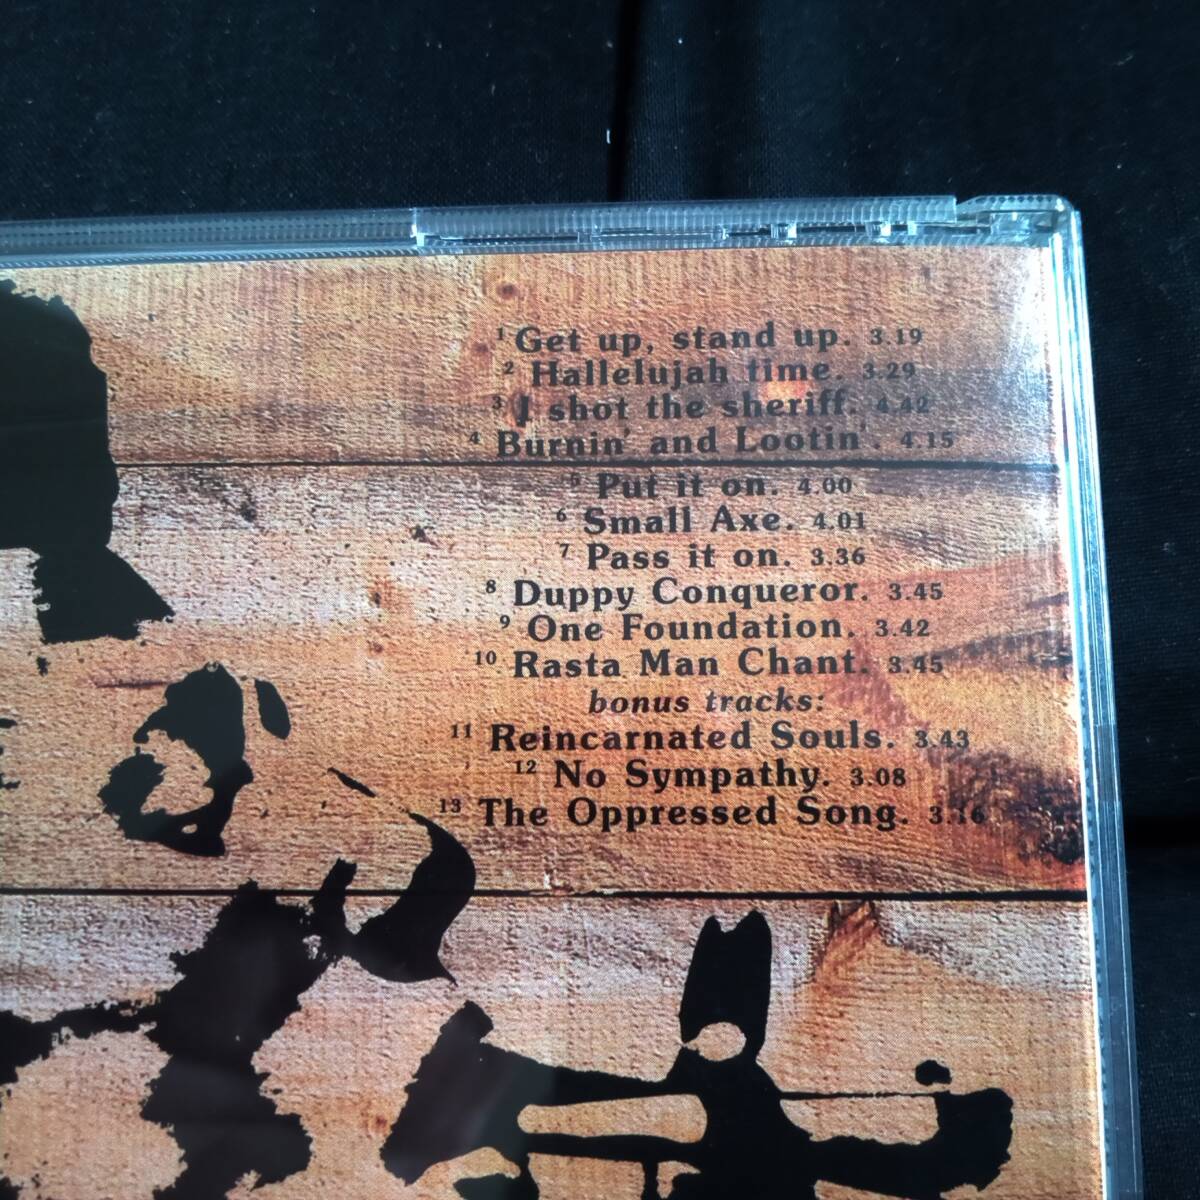 1 Get up, stand up. 3.19
2 Hallelujah time. 3.29
3 I shot the sheriff. 4.42
4 Burnin' and Lootin'. 4.15
5 Put it on. 4.00
6 Small Axe. 4.01
7 Pass it on. 3.36
8 Duppy Conqueror. 3.45
9 One Foundation. 3.42
10 Rasta Man Chant. 3.45
bonus tracks:
11 Reincarnated Souls. 3.43
12 No Sympathy. 3.08
13 The Oppressed Song. 3.16